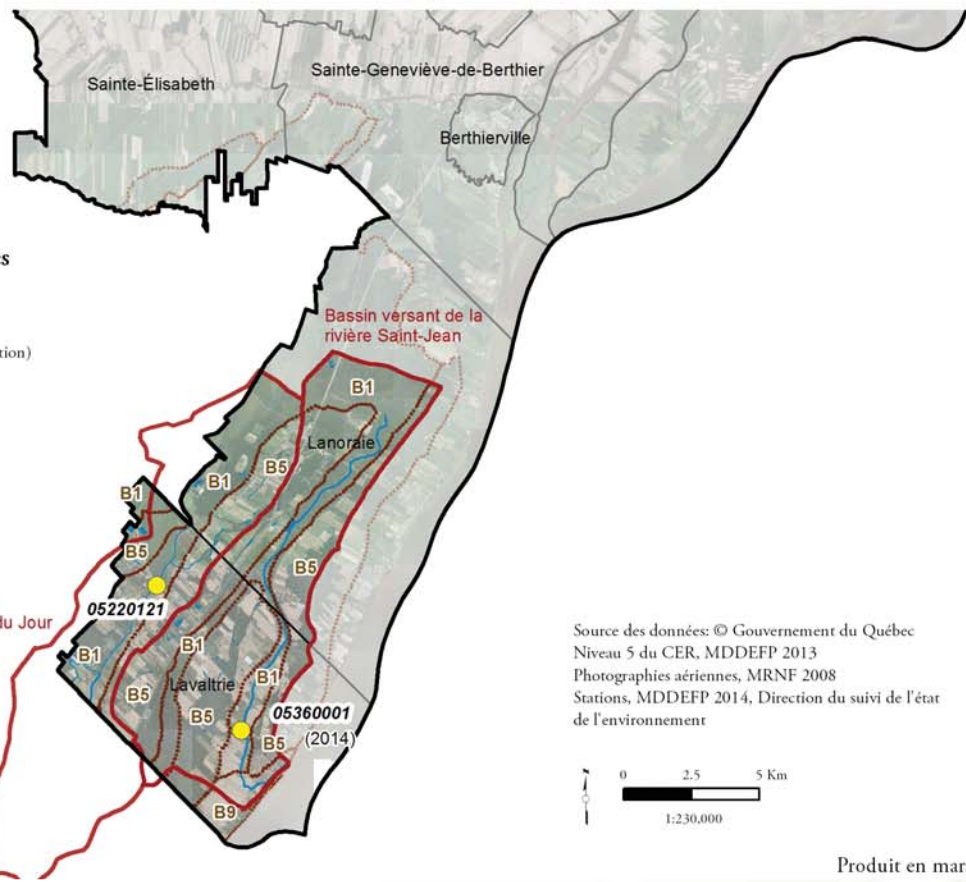 Sainte-Élisabeth
Sainte-Geneviève-de-Berthier
Berthierville
Bassin versant de la
rivière Saint-Jean
tion)
B1
Lanoraie
B5
B1
B1
B5
B5
05220121
du Jour
B1
B1
Lavaltrie
B1
B5
B5
05360001
(2014)
B5
B9
Source des données: © Gouvernement du Québec
Niveau 5 du CER, MDDEFP 2013
Photographies aériennes, MRNF 2008
Stations, MDDEFP 2014, Direction du suivi de l'état
de l'environnement
0 2.5 5 Km
1:230,000
Produit en mar